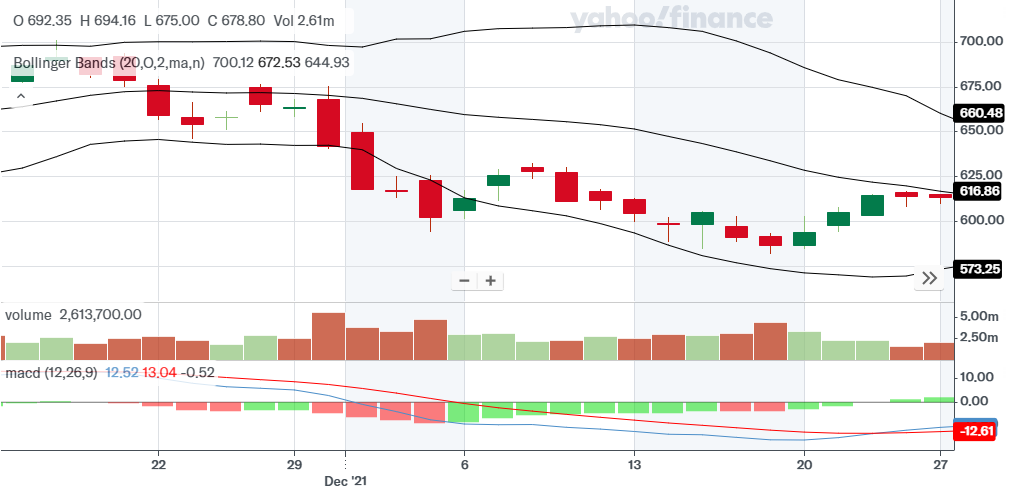 O 692.35 H 694.16 L 675.00 C 678.80 Vol 2.61m
yahoo!finance
700.00
Bollinger Bands (20,O,2,ma,n) 700.12 672.53 644.93
675.00
660.48
650.00
625.00
616.86
600.00
573.25
volume 2,613,700.00
5.00m
2.50m
macd (12,26,9) 12.52 13.04 -0.52
10.00
0.00
-12.61
22 29 6 13 20 27
Dec '21